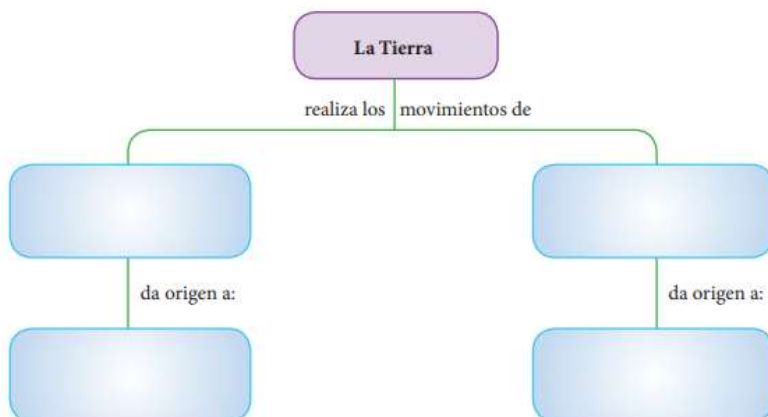 La Tierra
realiza los movimientos de
da origen a: da origen a: